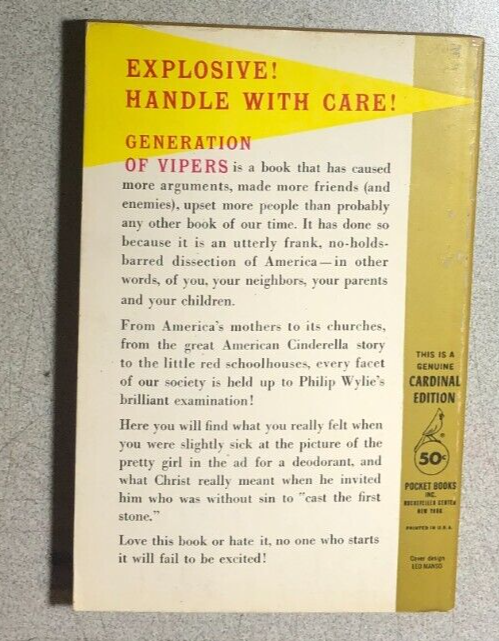 EXPLOSIVE!
HANDLE WITH CARE!
GENERATION
OF VIPERS is a book that has caused
more arguments, made more friends (and
enemies), upset more people than probably
any other book of our time. It has done so
because it is an utterly frank, no-holds-
barred dissection of America—in other
words, of you, your neighbors, your parents
and your children.
From America's mothers to its churches,
from the great American Cinderella story
to the little red schoolhouses, every facet
of our society is held up to Philip Wylie's
brilliant examination!
Here you will find what you really felt when
you were slightly sick at the picture of the
pretty girl in the ad for a deodorant, and
what Christ really meant when he invited
him who was without sin to "cast the first
stone."
Love this book or hate it, no one who starts
it will fail to be excited!
THIS IS A
GENUINE
CARDINAL
EDITION
50¢
POCKET BOOKS
INC.
ROCKEFELLER CENTER
NEW YORK
PRINTED IN U.S.A.
Cover design
LEO MANSO